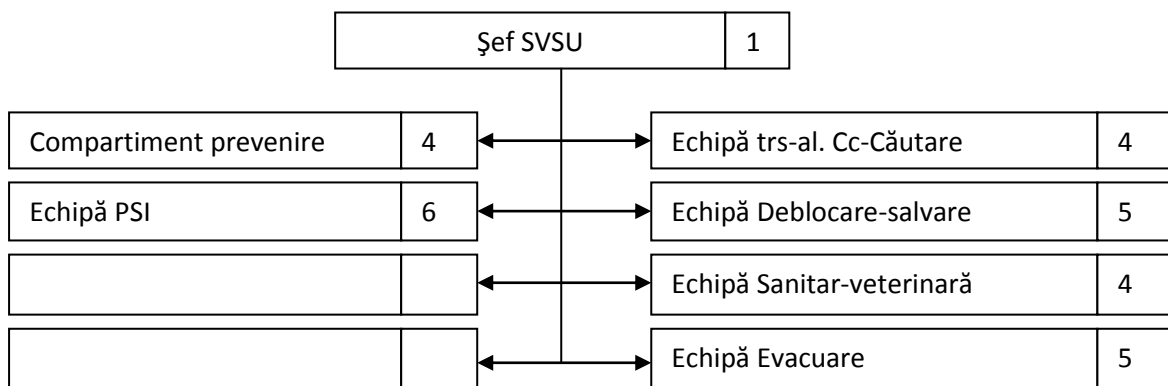 Şef SVSU 1
Compartiment prevenire 4 Echipă trs-al. Cc-Căutare 4
Echipă PSI 6 Echipă Deblocare-salvare 5
Echipă Sanitar-veterinară 4
Echipă Evacuare 5